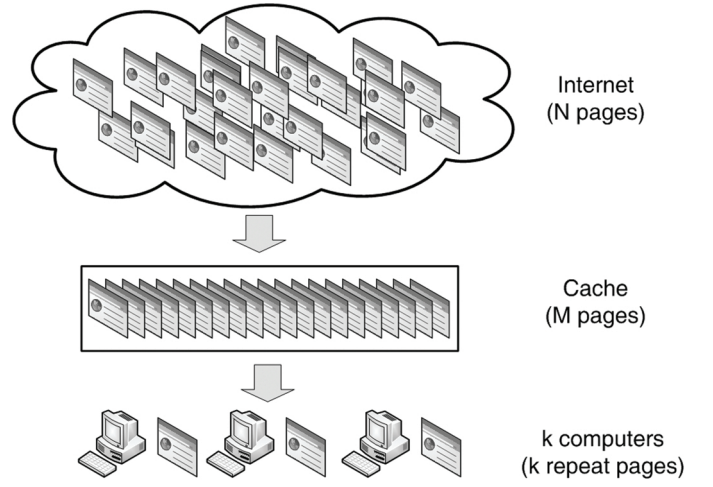 Internet
(N pages)
Cache
(M pages)
k computers
(k repeat pages)